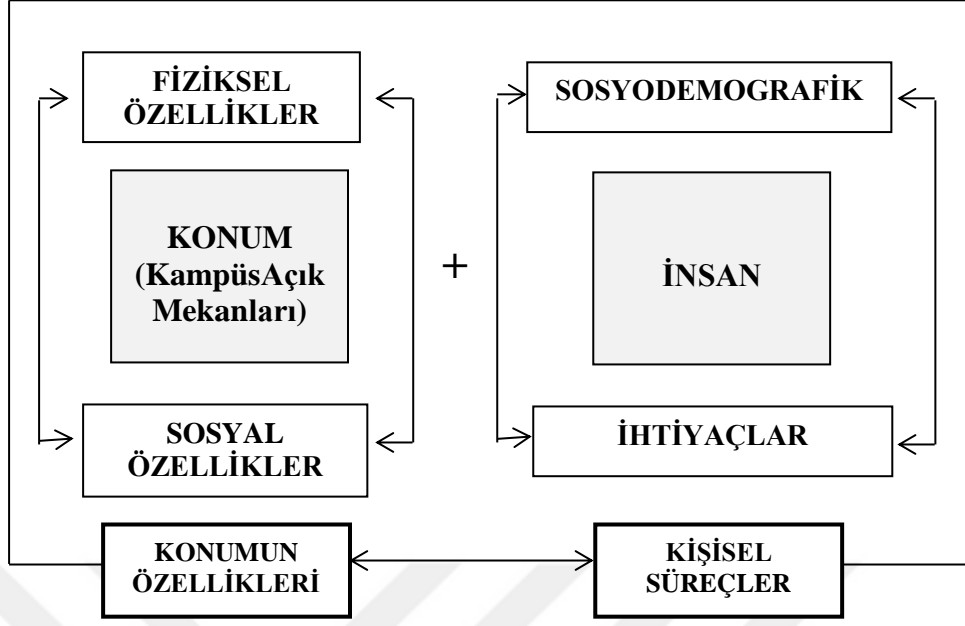 FİZİKSEL
ÖZELLİKLER
SOSYODEMOGRAFİK
KONUM
(KampüsAçık
Mekanları)
+
İNSAN
SOSYAL
ÖZELLİKLER
İHTİYAÇLAR
KONUMUN
ÖZELLİKLERİ
KİŞİSEL
SÜREÇLER